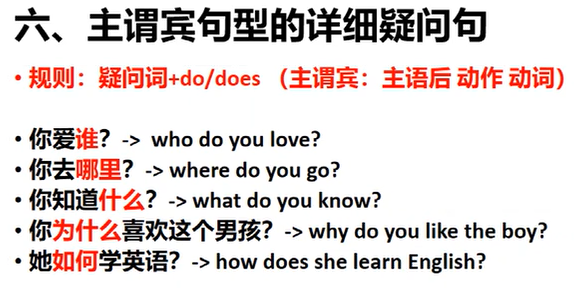 六、主谓宾句型的详细疑问句
• 规则：疑问词+do/does （主谓宾：主语后 动作 动词）
• 你爱谁？-> who do you love?
• 你去哪里？-> where do you go?
• 你知道什么？-> what do you know?
• 你为什么喜欢这个男孩？-> why do you like the boy?
• 她如何学英语？-> how does she learn English?